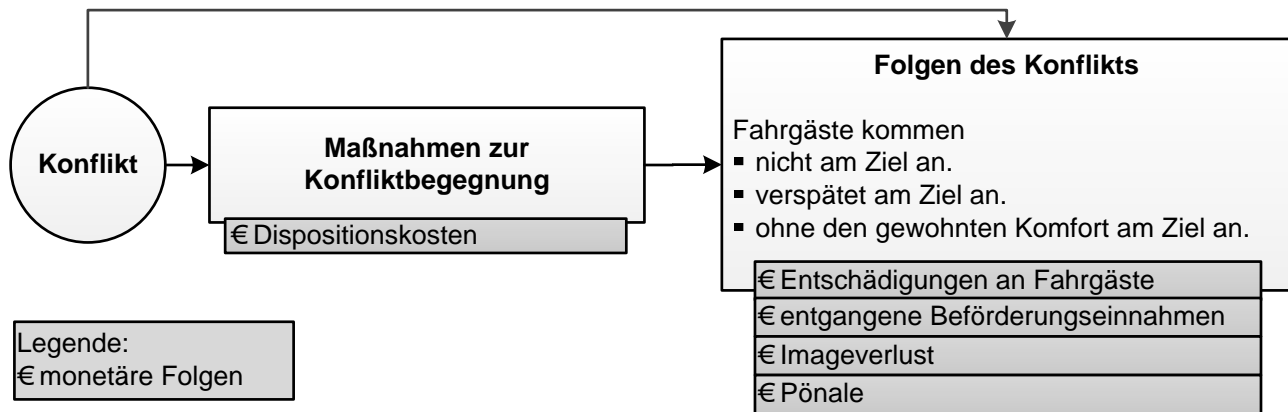 Konflikt
Maßnahmen zur
Konfliktbegegnung
€ Dispositionskosten
Folgen des Konflikts
Fahrgäste kommen
▪ nicht am Ziel an.
▪ verspätet am Ziel an.
▪ ohne den gewohnten Komfort am Ziel an.
€ Entschädigungen an Fahrgäste
€ entgangene Beförderungseinnahmen
€ Imageverlust
€ Pönale
Legende:
€ monetäre Folgen